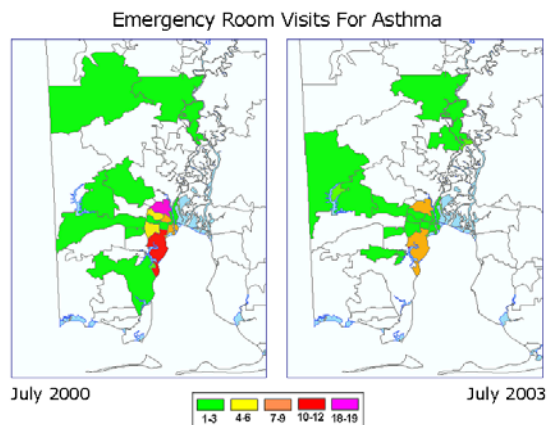 Emergency Room Visits For Asthma
July 2000
July 2003
1-3 4-6 7-9 10-12 18-19